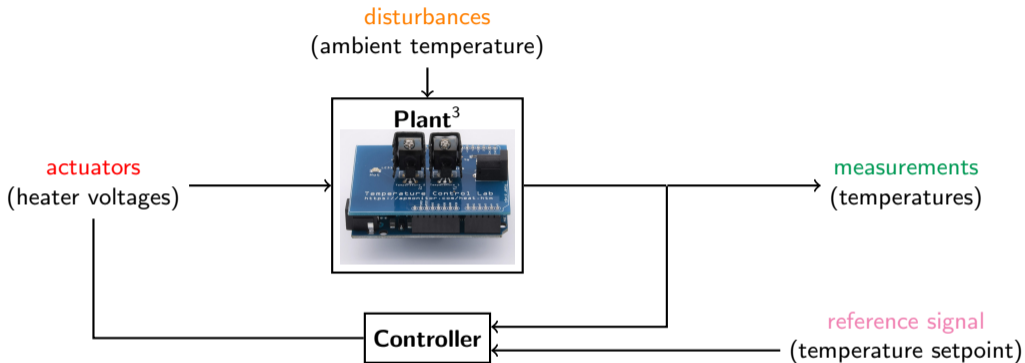 disturbances
(ambient temperature)
Plant³
actuators
(heater voltages)
Temperature Control Lab
measurements
(temperatures)
Controller
reference signal
(temperature setpoint)